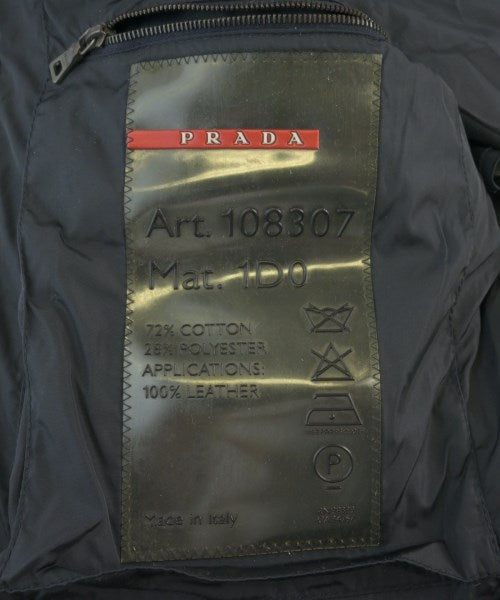 PRADA
Art. 108307
Mat. 1D0
72% COTTON
28% POLYESTER
APPLICATIONS:
100% LEATHER
P
Made in Italy